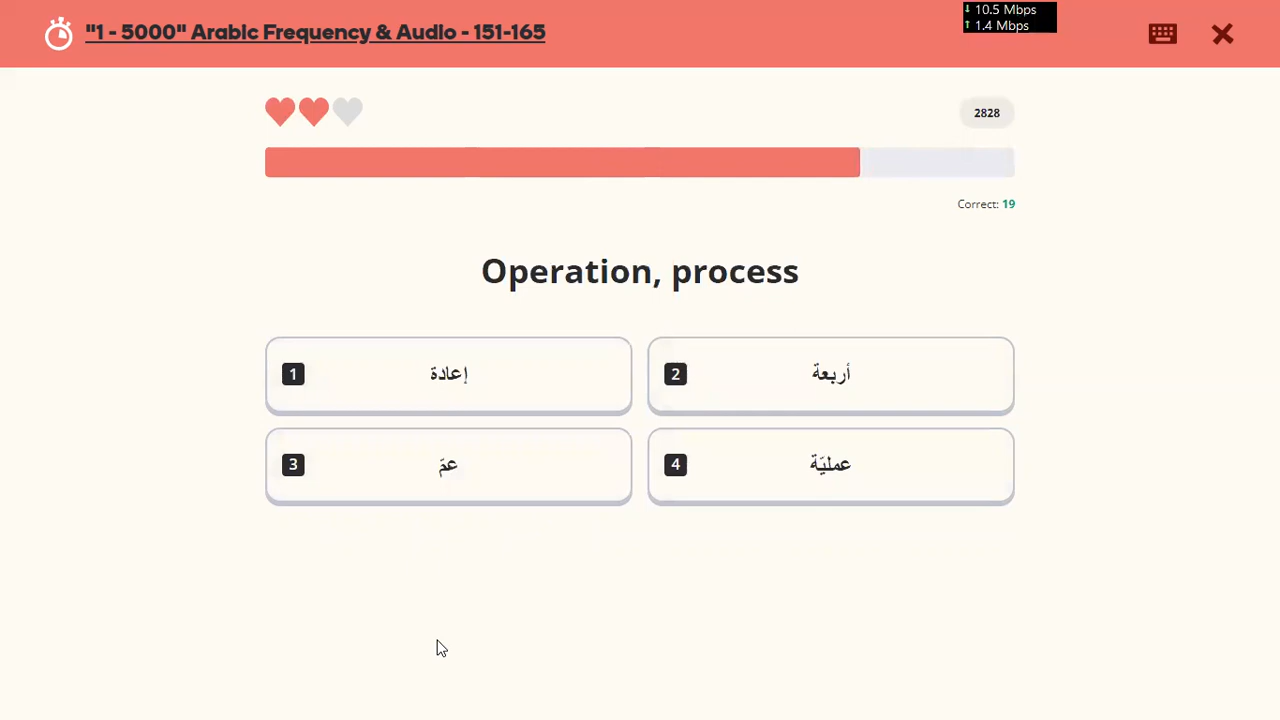 "1 - 5000" Arabic Frequency & Audio - 151-165
↓ 10.5 Mbps
↑ 1.4 Mbps
2828
Correct: 19
Operation, process
1 إعادة
2 أربعة
3 عمّ
4 عمليّة